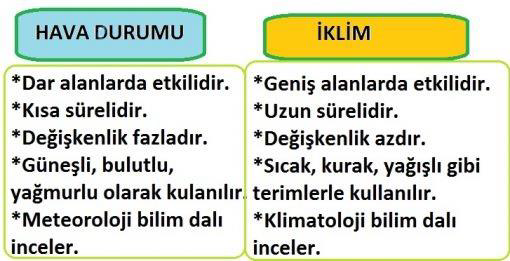 HAVA DURUMU
*Dar alanlarda etkilidir.
*Kısa sürelidir.
*Değişkenlik fazladır.
*Güneşli, bulutlu,
yağmurlu olarak kulanılır.
*Meteoroloji bilim dalı
inceler.
İKLİM
*Geniş alanlarda etkilidir.
*Uzun sürelidir.
*Değişkenlik azdır.
*Sıcak, kurak, yağışlı gibi
terimlerle kullanılır.
*Klimatoloji bilim dalı
inceler.